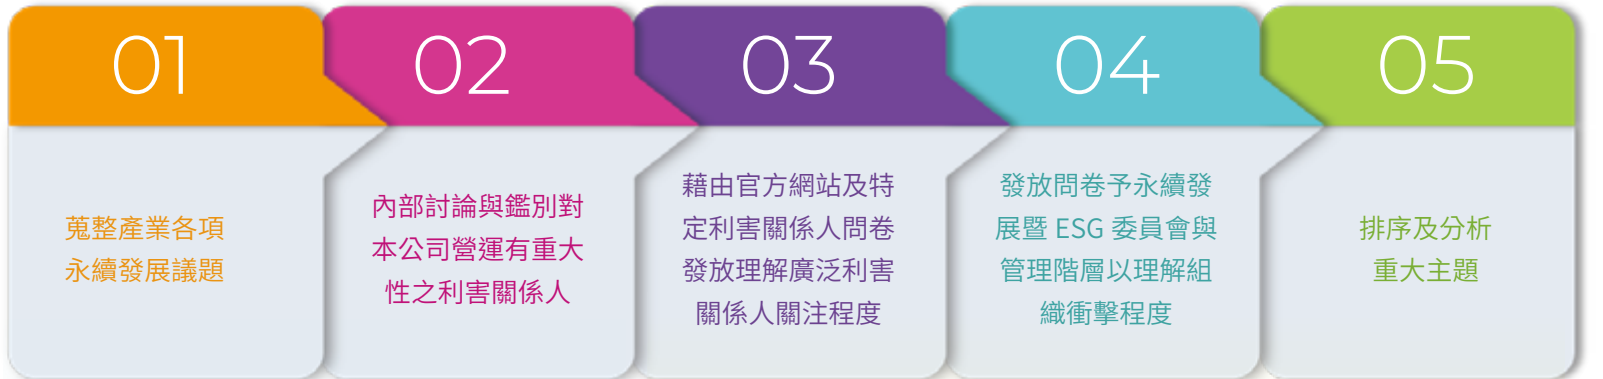 01
蒐整產業各項
永續發展議題
02
內部討論與鑑別對
本公司營運有重大
性之利害關係人
03
藉由官方網站及特
定利害關係人問卷
發放理解廣泛利害
關係人關注程度
04
發放問卷予永續發
展暨 ESG 委員會與
管理階層以理解組
織衝擊程度
05
排序及分析
重大主題